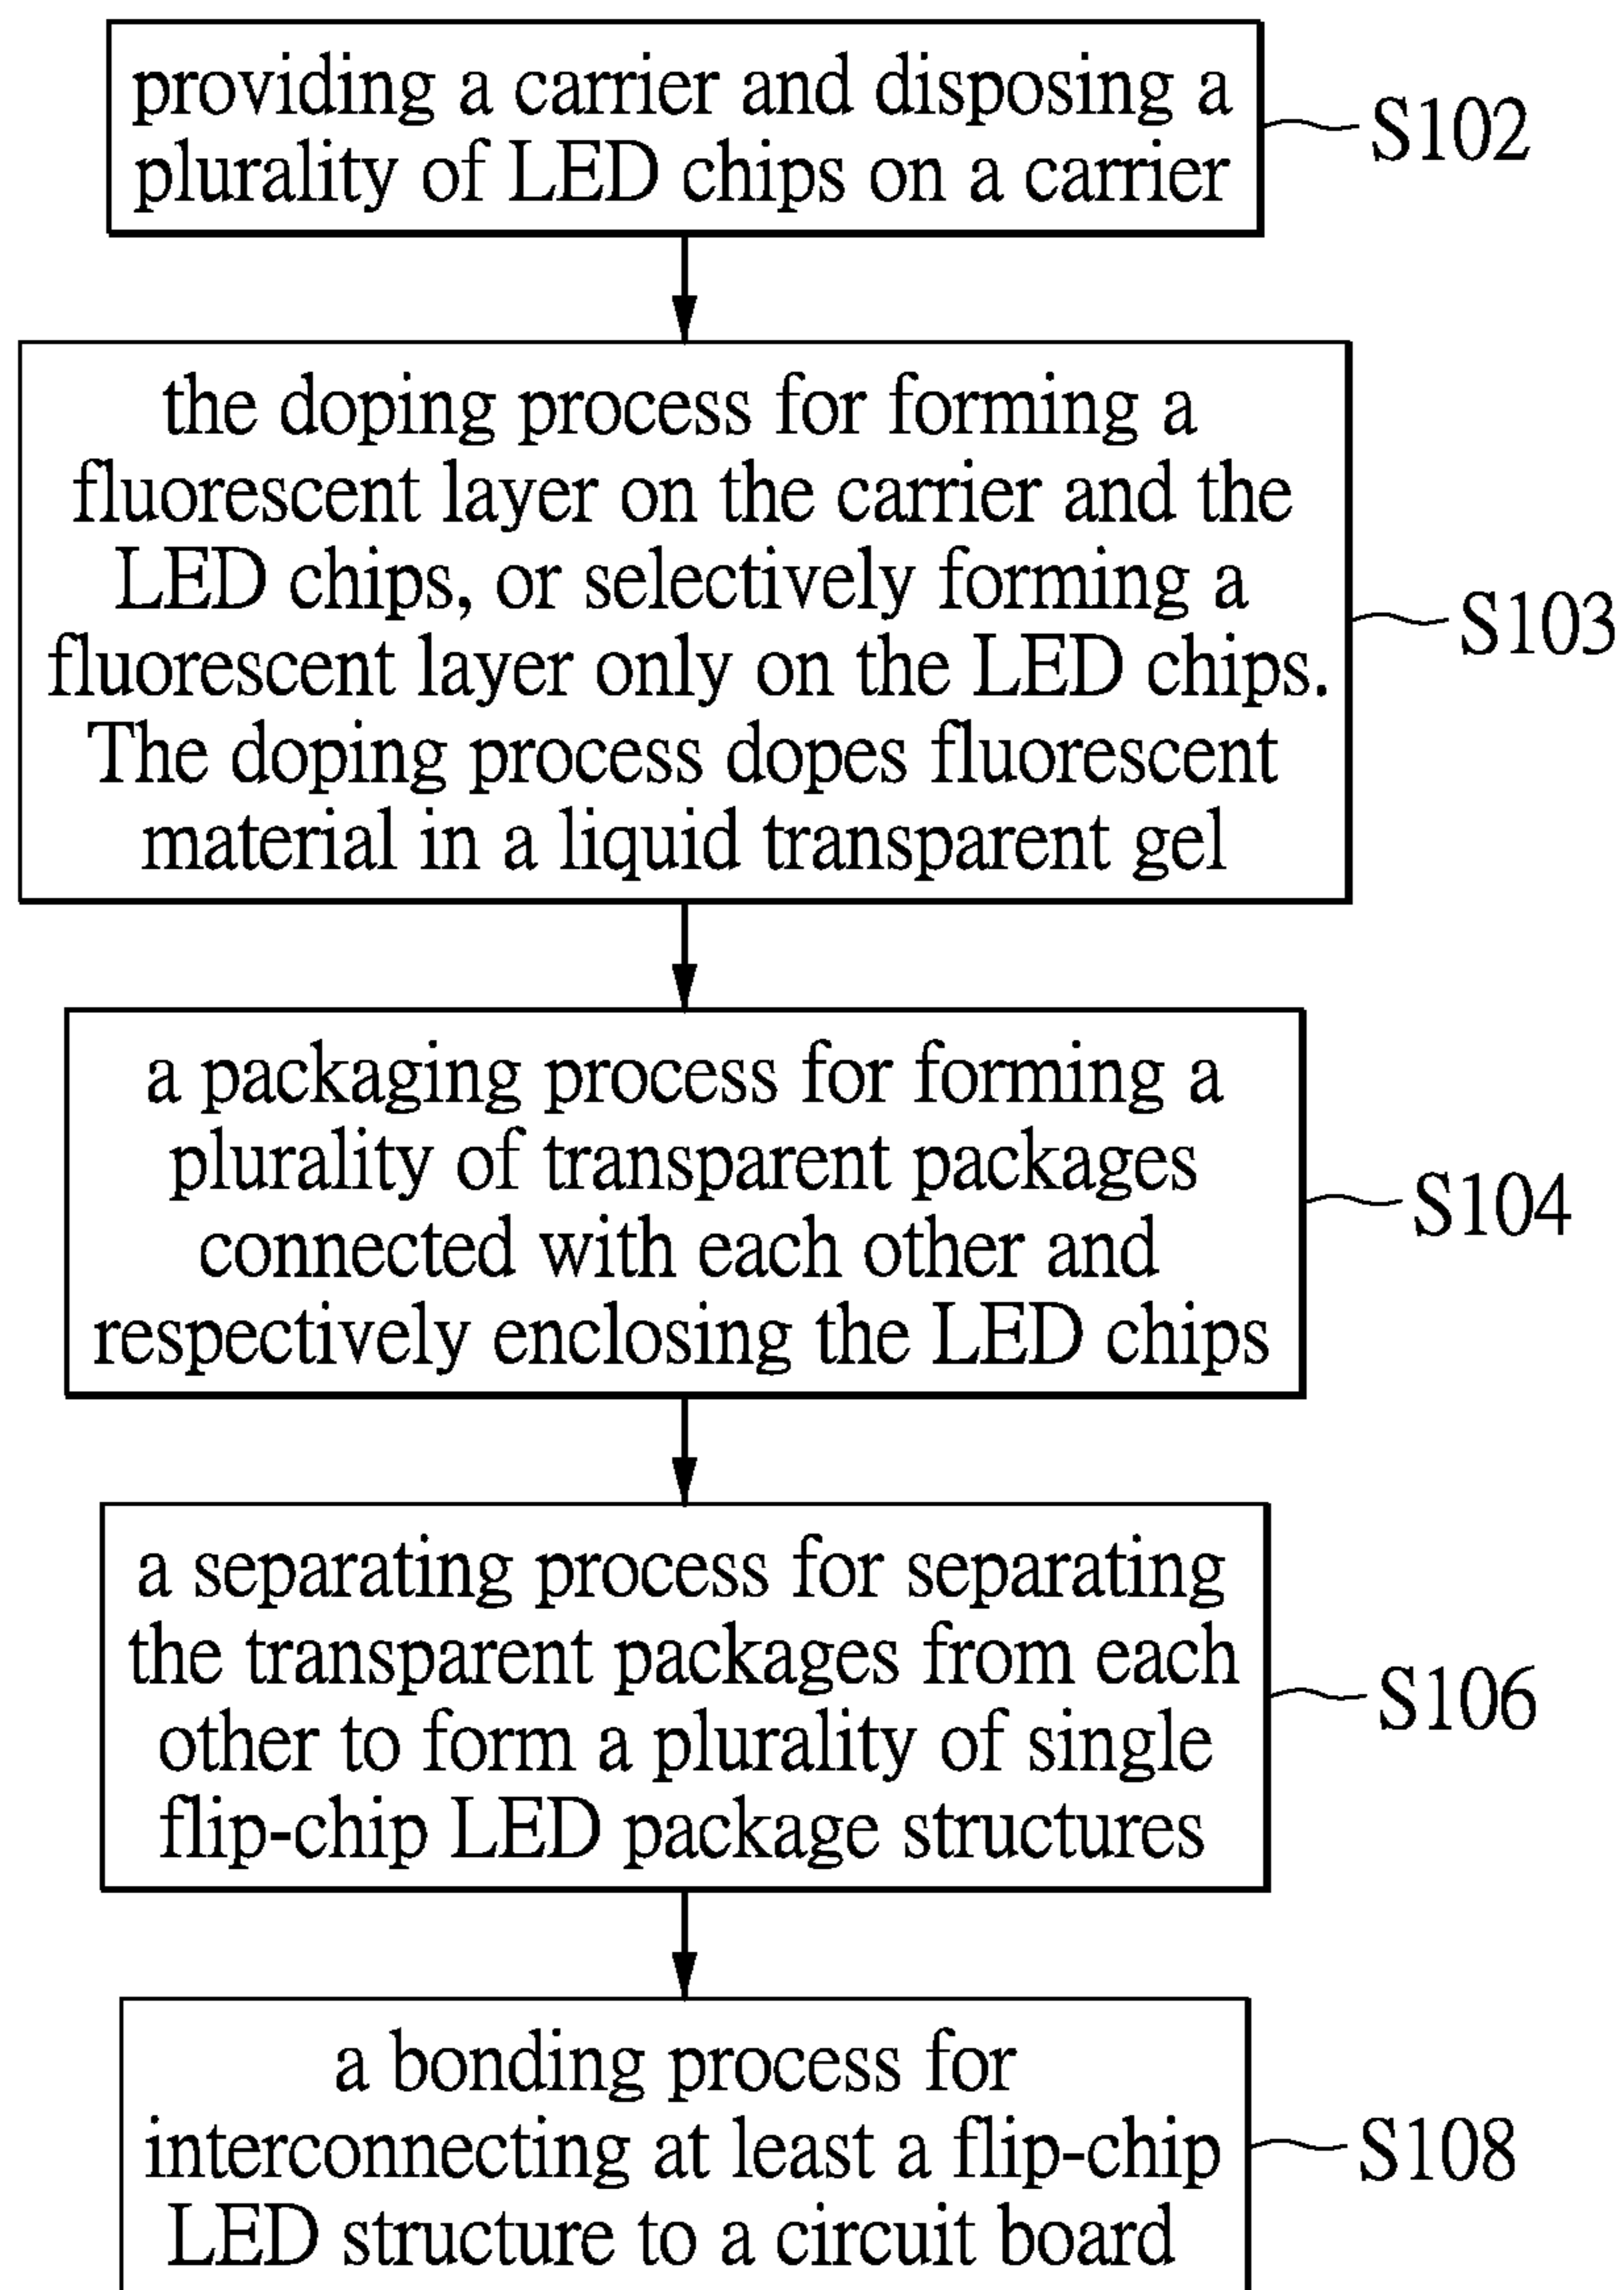 providing a carrier and disposing a
plurality of LED chips on a carrier
S102
the doping process for forming a
fluorescent layer on the carrier and the
LED chips, or selectively forming a
fluorescent layer only on the LED chips.
The doping process dopes fluorescent
material in a liquid transparent gel
S103
a packaging process for forming a
plurality of transparent packages
connected with each other and
respectively enclosing the LED chips
S104
a separating process for separating
the transparent packages from each
other to form a plurality of single
flip-chip LED package structures
S106
a bonding process for
interconnecting at least a flip-chip
LED structure to a circuit board
S108